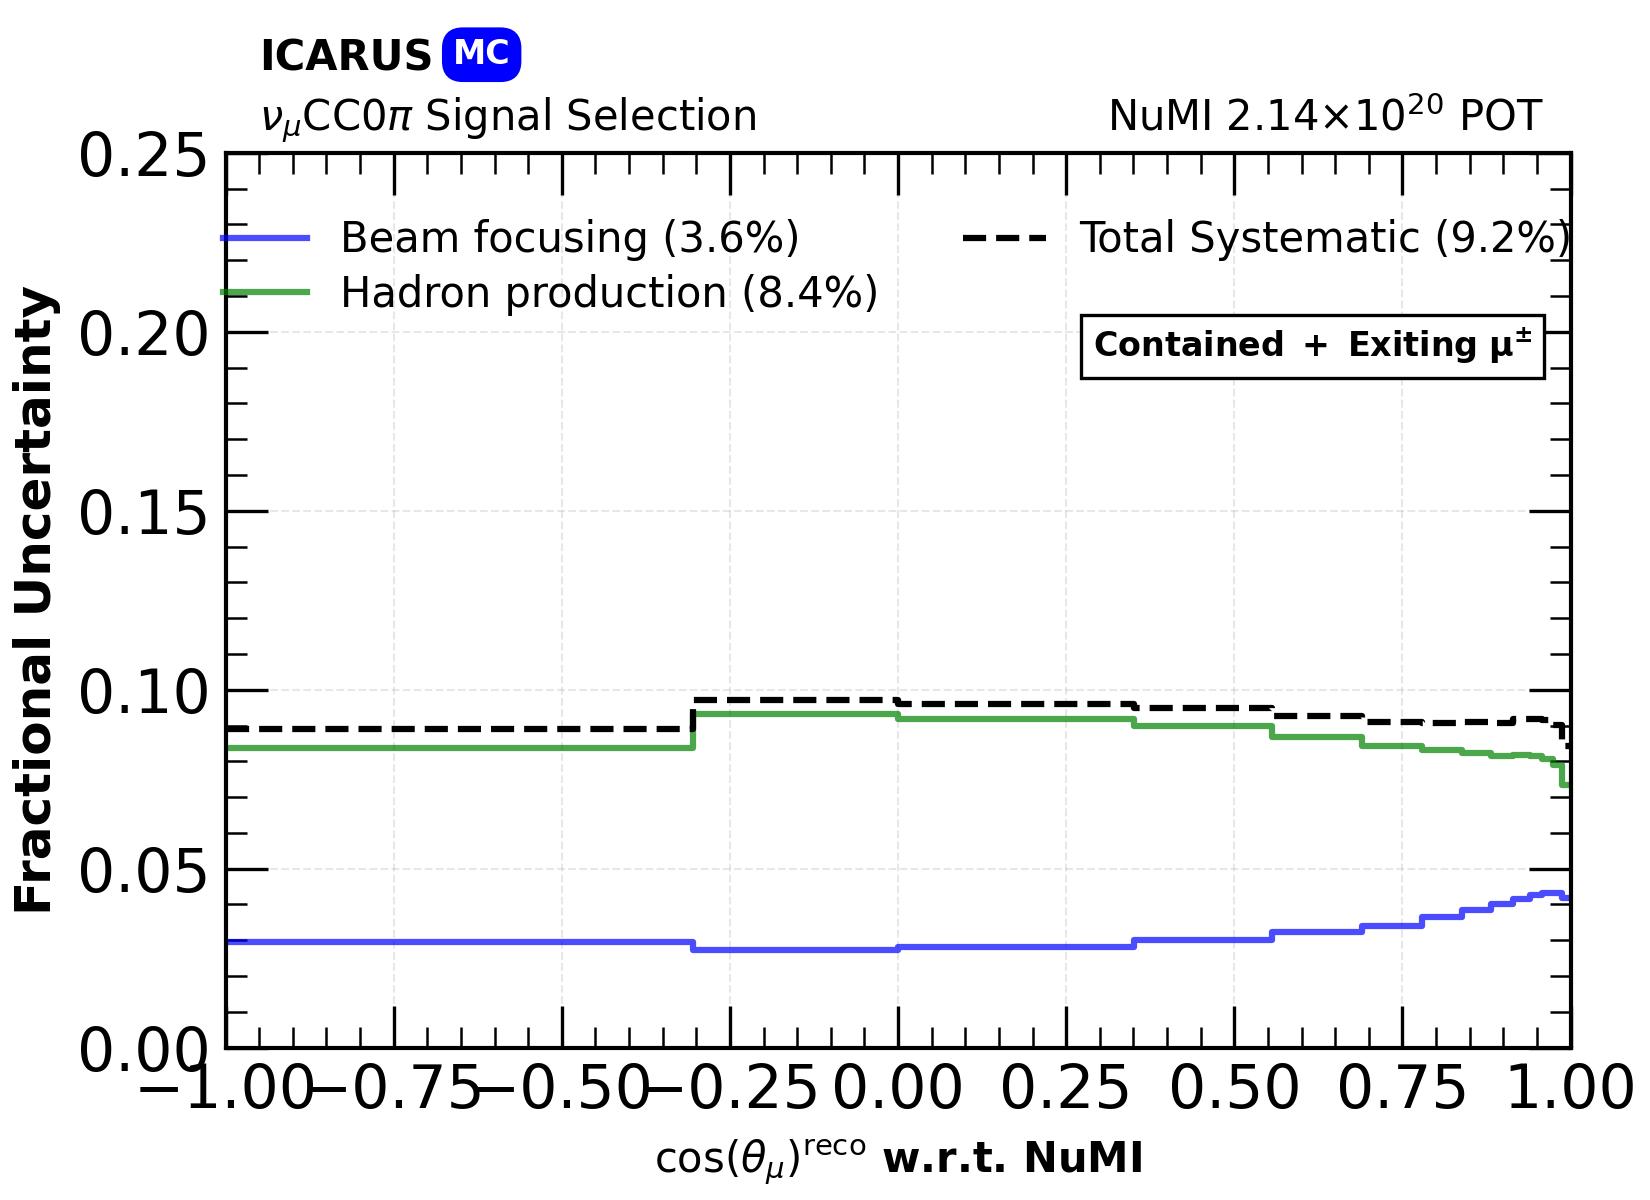 ICARUS MC
νμCC0π Signal Selection
NuMI 2.14×10²⁰ POT
0.25
0.20
0.15
0.10
0.05
0.00
Fractional Uncertainty
Beam focusing (3.6%)
Hadron production (8.4%)
Total Systematic (9.2%)
Contained + Exiting μ±
−1.00 −0.75 −0.50 −0.25 0.00 0.25 0.50 0.75 1.00
cos(θμ)reco w.r.t. NuMI